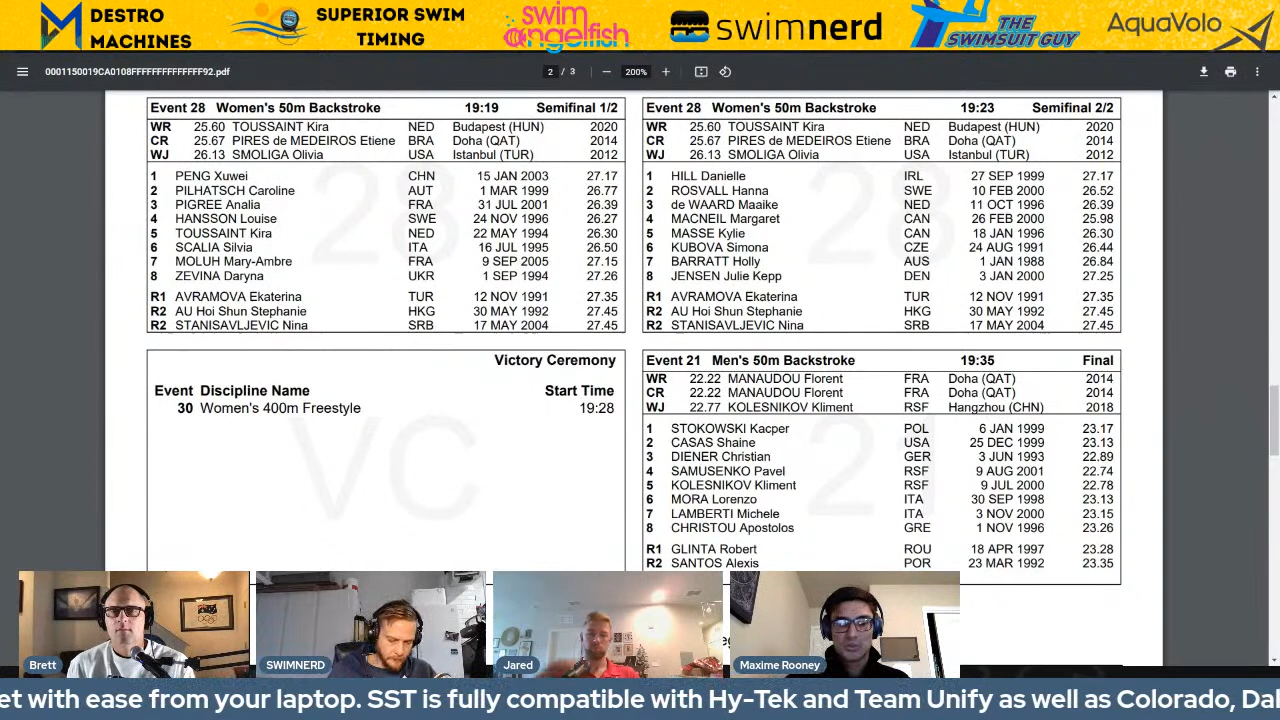 DESTRO
MACHINES
SUPERIOR SWIM
TIMING
swim
angelfish
swimnerd
THE
SWIMSUIT GUY
AquaVolo
0001150019CA0108FFFFFFFFFFFFFF92.pdf
2 / 3
200%
Event 28 Women's 50m Backstroke 19:19 Semifinal 1/2
WR 25.60 TOUSSAINT Kira NED Budapest (HUN) 2020
CR 25.67 PIRES de MEDEIROS Etiene BRA Doha (QAT) 2014
WJ 26.13 SMOLIGA Olivia USA Istanbul (TUR) 2012
1 PENG Xuwei CHN 15 JAN 2003 27.17
2 PILHATSCH Caroline AUT 1 MAR 1999 26.77
3 PIGREE Analia FRA 31 JUL 2001 26.39
4 HANSSON Louise SWE 24 NOV 1996 26.27
5 TOUSSAINT Kira NED 22 MAY 1994 26.30
6 SCALIA Silvia ITA 16 JUL 1995 26.50
7 MOLUH Mary-Ambre FRA 9 SEP 2005 27.15
8 ZEVINA Daryna UKR 1 SEP 1994 27.26
R1 AVRAMOVA Ekaterina TUR 12 NOV 1991 27.35
R2 AU Hoi Shun Stephanie HKG 30 MAY 1992 27.45
R2 STANISAVLJEVIC Nina SRB 17 MAY 2004 27.45
28
Event 28 Women's 50m Backstroke 19:23 Semifinal 2/2
WR 25.60 TOUSSAINT Kira NED Budapest (HUN) 2020
CR 25.67 PIRES de MEDEIROS Etiene BRA Doha (QAT) 2014
WJ 26.13 SMOLIGA Olivia USA Istanbul (TUR) 2012
1 HILL Danielle IRL 27 SEP 1999 27.17
2 ROSVALL Hanna SWE 10 FEB 2000 26.52
3 de WAARD Maaike NED 11 OCT 1996 26.39
4 MACNEIL Margaret CAN 26 FEB 2000 25.98
5 MASSE Kylie CAN 18 JAN 1996 26.30
6 KUBOVA Simona CZE 24 AUG 1991 26.44
7 BARRATT Holly AUS 1 JAN 1988 26.84
8 JENSEN Julie Kepp DEN 3 JAN 2000 27.25
R1 AVRAMOVA Ekaterina TUR 12 NOV 1991 27.35
R2 AU Hoi Shun Stephanie HKG 30 MAY 1992 27.45
R2 STANISAVLJEVIC Nina SRB 17 MAY 2004 27.45
28
Victory Ceremony
Event Discipline Name Start Time
30 Women's 400m Freestyle 19:28
VC
Event 21 Men's 50m Backstroke 19:35 Final
WR 22.22 MANAUDOU Florent FRA Doha (QAT) 2014
CR 22.22 MANAUDOU Florent FRA Doha (QAT) 2014
WJ 22.77 KOLESNIKOV Kliment RSF Hangzhou (CHN) 2018
1 STOKOWSKI Kacper POL 6 JAN 1999 23.17
2 CASAS Shaine USA 25 DEC 1999 23.13
3 DIENER Christian GER 3 JUN 1993 22.89
4 SAMUSENKO Pavel RSF 9 AUG 2001 22.74
5 KOLESNIKOV Kliment RSF 9 JUL 2000 22.78
6 MORA Lorenzo ITA 30 SEP 1998 23.13
7 LAMBERTI Michele ITA 3 NOV 2000 23.15
8 CHRISTOU Apostolos GRE 1 NOV 1996 23.26
R1 GLINTA Robert ROU 18 APR 1997 23.28
R2 SANTOS Alexis POR 23 MAR 1992 23.35
21
Brett
SWIMNERD
Jared
Maxime Rooney
et with ease from your laptop. SST is fully compatible with Hy-Tek and Team Unify as well as Colorado, Da